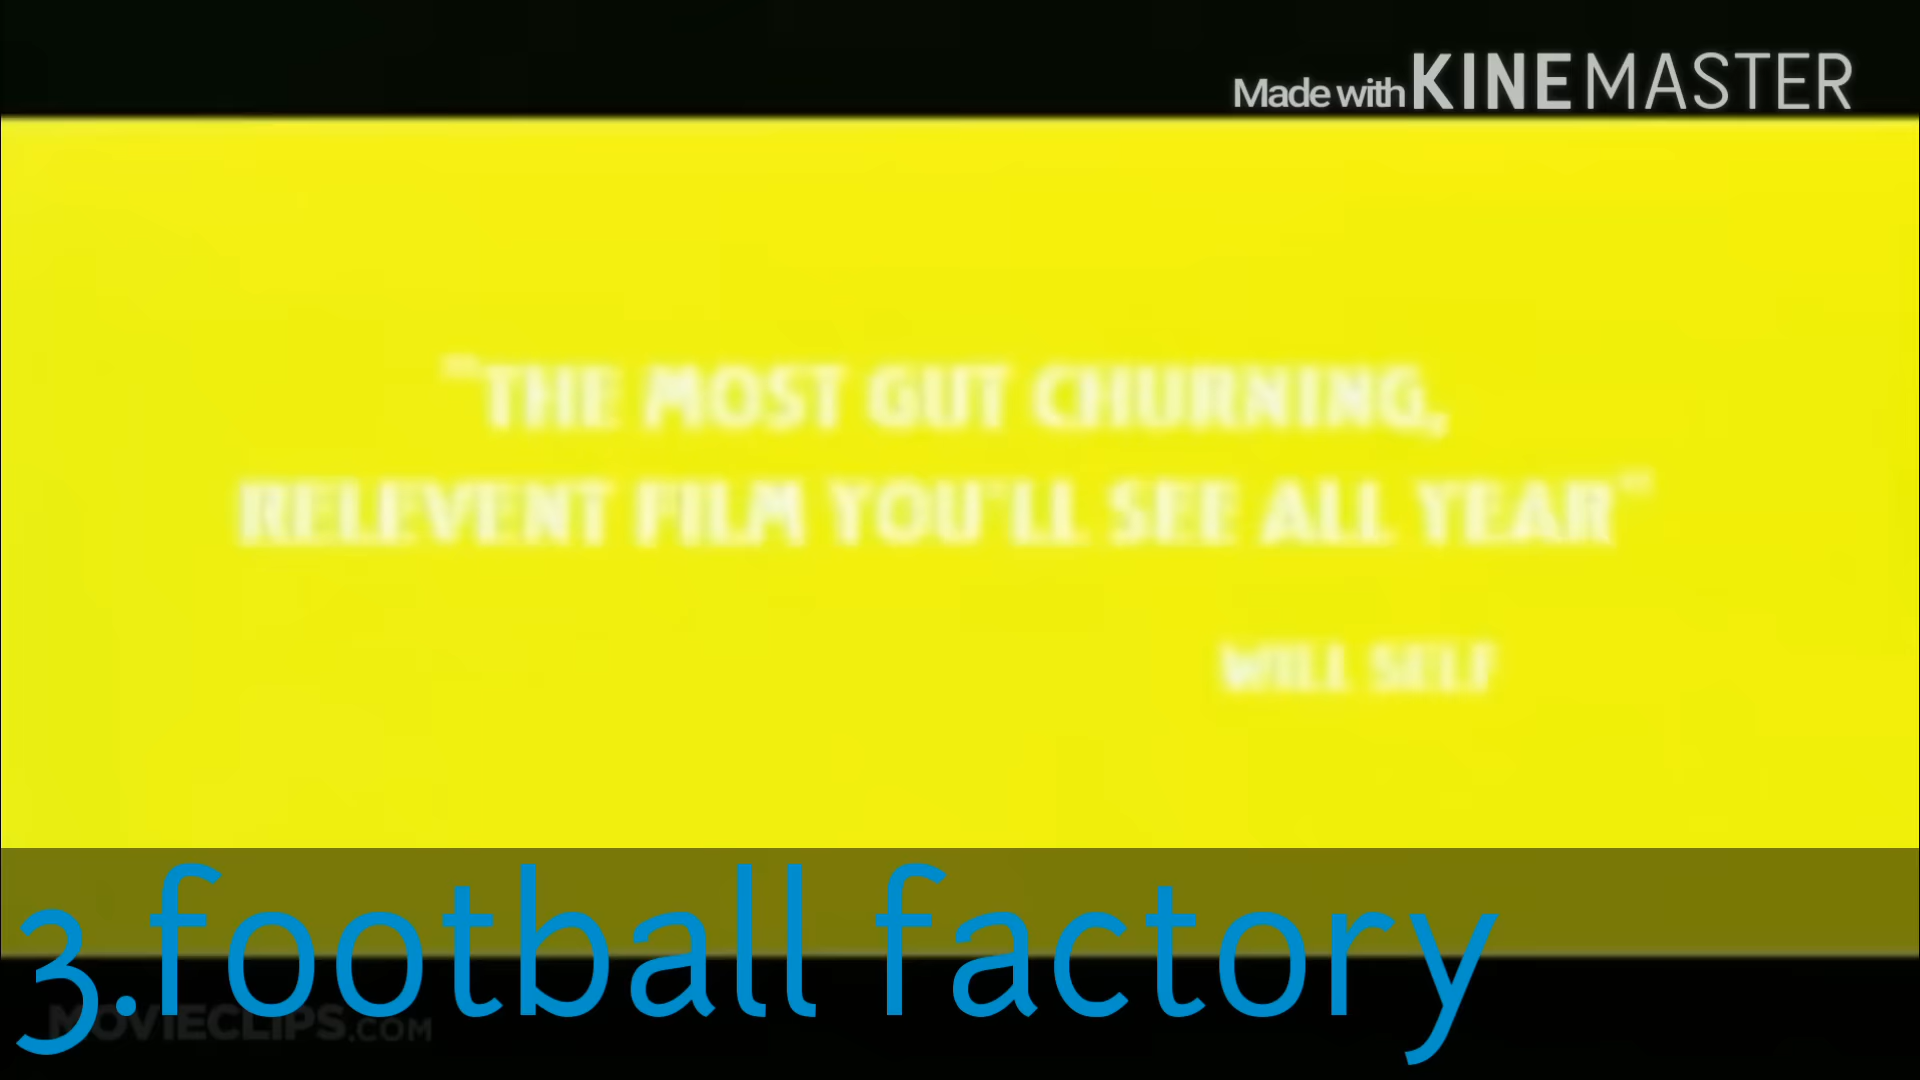 Made with KINEMASTER
"THE MOST GUT CHURNING,
RELEVENT FILM YOU'LL SEE ALL YEAR"
WILL SELF
3.football factory
MOVIECLIPS.COM